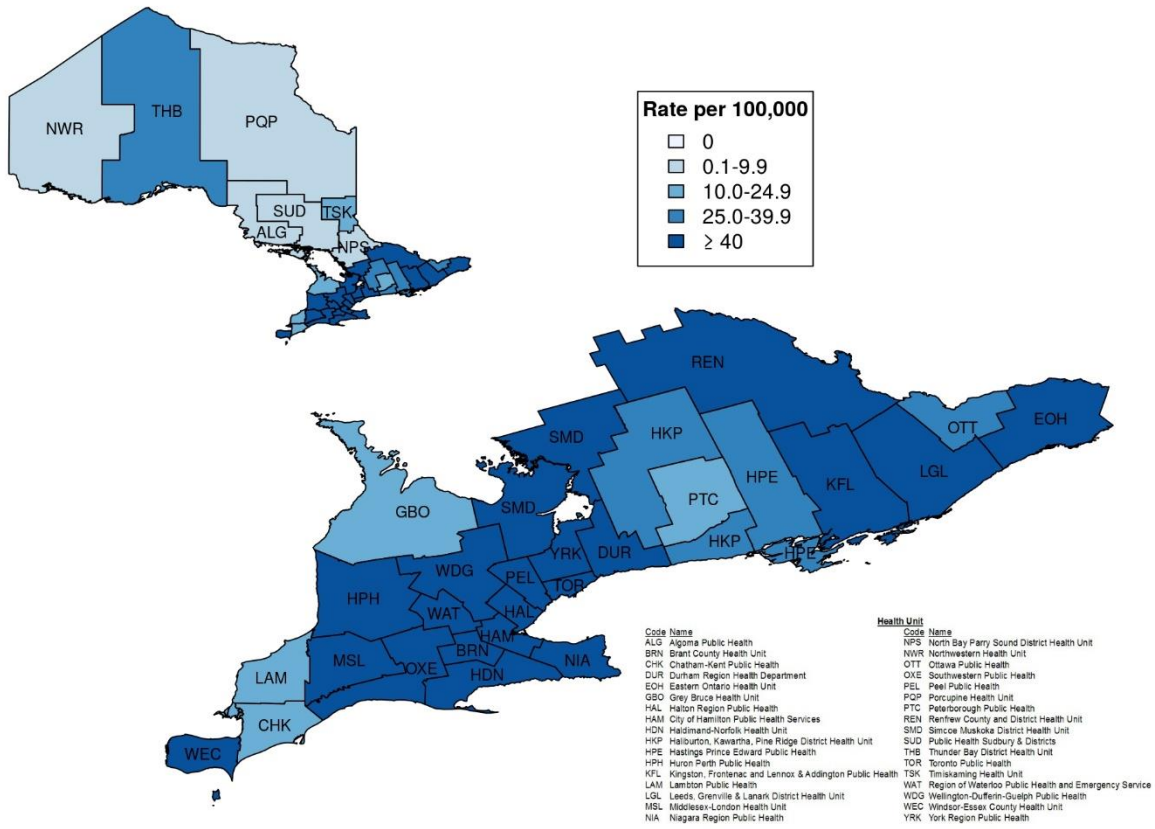 NWR
THB
PQP
SUD
TSK
ALG
NPS
Rate per 100,000
0
0.1-9.9
10.0-24.9
25.0-39.9
≥ 40
REN
SMD
HKP
OTT
EOH
HPE
KFL
LGL
PTC
GBO
SMD
HKP
HPE
YRK
DUR
WDG
PEL
TOR
HPH
WAT
HAL
HAM
BRN
MSL
OXE
HDN
NIA
LAM
CHK
WEC
Health Unit
Code Name
ALG Algoma Public Health
BRN Brant County Health Unit
CHK Chatham-Kent Public Health
DUR Durham Region Health Department
EOH Eastern Ontario Health Unit
GBO Grey Bruce Health Unit
HAL Halton Region Public Health
HAM City of Hamilton Public Health Services
HDN Haldimand-Norfolk Health Unit
HKP Haliburton, Kawartha, Pine Ridge District Health Unit
HPE Hastings Prince Edward Public Health
HPH Huron Perth Public Health
KFL Kingston, Frontenac and Lennox & Addington Public Health
LAM Lambton Public Health
LGL Leeds, Grenville & Lanark District Health Unit
MSL Middlesex-London Health Unit
NIA Niagara Region Public Health
Code Name
NPS North Bay Parry Sound District Health Unit
NWR Northwestern Health Unit
OTT Ottawa Public Health
OXE Southwestern Public Health
PEL Peel Public Health
PQP Porcupine Health Unit
PTC Peterborough Public Health
REN Renfrew County and District Health Unit
SMD Simcoe Muskoka District Health Unit
SUD Public Health Sudbury & Districts
THB Thunder Bay District Health Unit
TOR Toronto Public Health
TSK Timiskaming Health Unit
WAT Region of Waterloo Public Health and Emergency Service
WDG Wellington-Dufferin-Guelph Public Health
WEC Windsor-Essex County Health Unit
YRK York Region Public Health